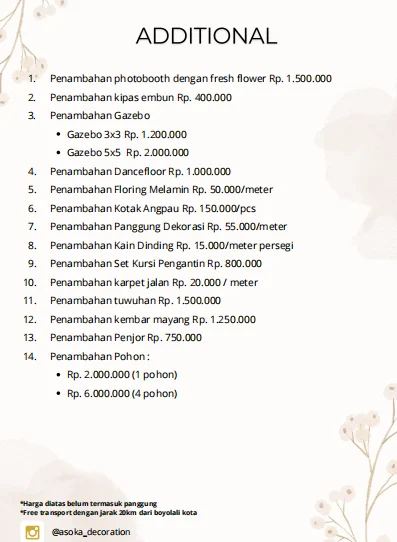 ADDITIONAL
1. Penambahan photobooth dengan fresh flower Rp. 1.500.000
2. Penambahan kipas embun Rp. 400.000
3. Penambahan Gazebo
• Gazebo 3x3 Rp. 1.200.000
• Gazebo 5x5 Rp. 2.000.000
4. Penambahan Dancefloor Rp. 1.000.000
5. Penambahan Floring Melamin Rp. 50.000/meter
6. Penambahan Kotak Angpau Rp. 150.000/pcs
7. Penambahan Panggung Dekorasi Rp. 55.000/meter
8. Penambahan Kain Dinding Rp. 15.000/meter persegi
9. Penambahan Set Kursi Pengantin Rp. 800.000
10. Penambahan karpet jalan Rp. 20.000 / meter
11. Penambahan tuwuhan Rp. 1.500.000
12. Penambahan kembar mayang Rp. 1.250.000
13. Penambahan Penjor Rp. 750.000
14. Penambahan Pohon :
• Rp. 2.000.000 (1 pohon)
• Rp. 6.000.000 (4 pohon)
*Harga diatas belum termasuk panggung
*Free transport dengan jarak 20km dari boyolali kota
@asoka_decoration